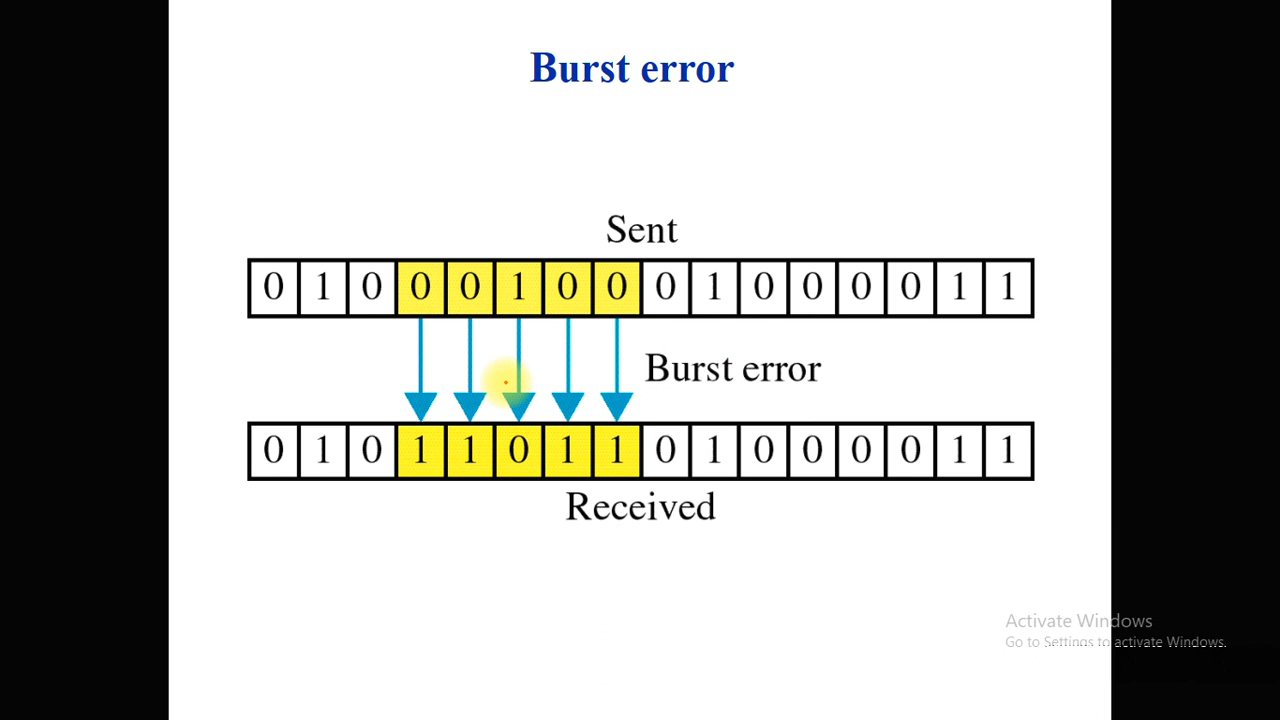 Burst error
Sent
0 1 0 0 0 1 0 0 0 1 0 0 0 0 1 1
Burst error
0 1 0 1 1 0 1 1 0 1 0 0 0 0 1 1
Received
Activate Windows
Go to Settings to activate Windows.